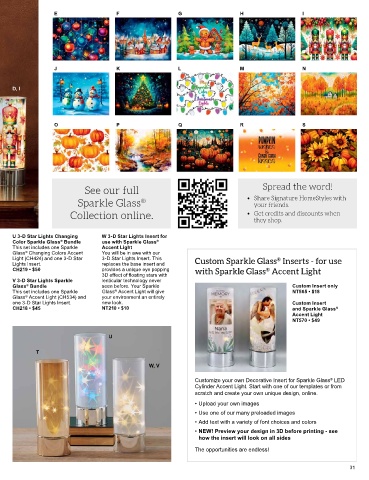 E F G H I
J K L M N
D, I
O P Q R S
PUMPKIN
See our full
Sparkle Glass®
Collection online.
Spread the word!
• Share Signature HomeStyles with
your friends.
• Get credits and discounts when
they shop.
U 3-D Star Lights Changing
Color Sparkle Glass® Bundle
This set includes one Sparkle
Glass® Changing Colors Accent
Light (CH424) and one 3-D Star
Lights Insert.
CH219 • $50
V 3-D Star Lights Sparkle
Glass® Bundle
This set includes one Sparkle
Glass® Accent Light (CH534) and
one 3-D Star Lights Insert.
CH218 • $45
W 3-D Star Lights Insert for
use with Sparkle Glass®
Accent Light
You will be in awe with our
3-D Star Lights Insert. This
replaces the base insert and
provides a unique eye popping
3D effect of floating stars with
lenticular technology never
seen before. Your Sparkle
Glass® Accent Light will give
your environment an entirely
new look.
NT210 • $10
Custom Sparkle Glass® Inserts - for use
with Sparkle Glass® Accent Light
Custom Insert only
Custom Insert
and Sparkle Glass®
Accent Light
NT570 • $49
Nana
T
U
W, V
Customize your own Decorative Insert for Sparkle Glass® LED
Cylinder Accent Light. Start with one of our templates or from
scratch and create your own unique design, online.
• Upload your own images
• Use one of our many preloaded images
• Add text with a variety of font choices and colors
• NEW! Preview your design in 3D before printing - see
how the insert will look on all sides
The opportunities are endless!
31